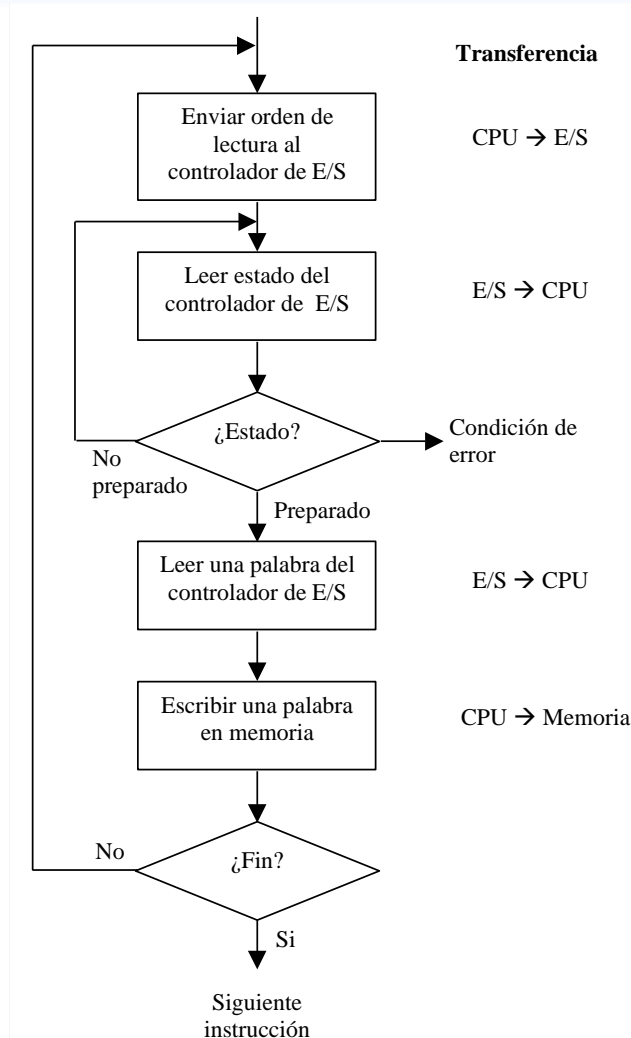 Transferencia
Enviar orden de
lectura al
controlador de E/S
CPU → E/S
Leer estado del
controlador de E/S
E/S → CPU
¿Estado?
Condición de
error
No
preparado
Preparado
Leer una palabra del
controlador de E/S
E/S → CPU
Escribir una palabra
en memoria
CPU → Memoria
No
¿Fin?
Si
Siguiente
instrucción